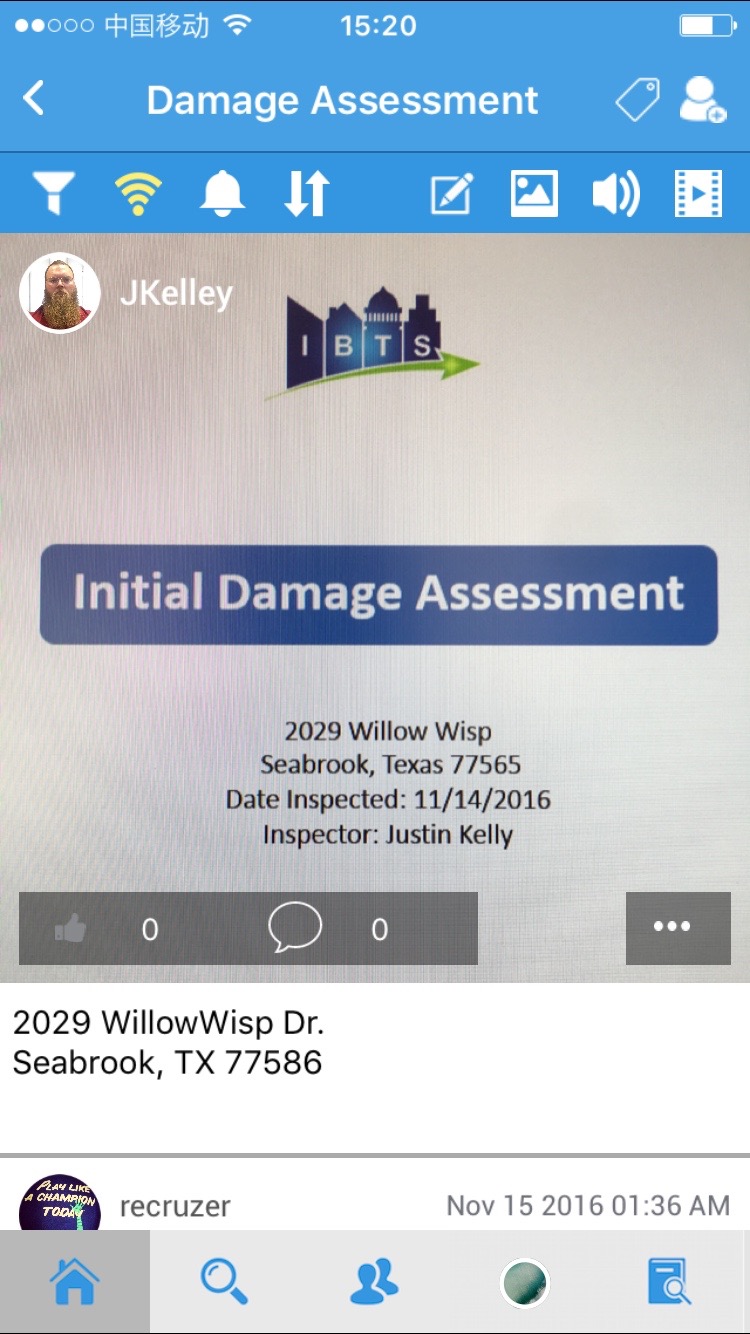 中国移动
15:20
Damage Assessment
JKelley
IBTS
Initial Damage Assessment
2029 Willow Wisp
Seabrook, Texas 77565
Date Inspected: 11/14/2016
Inspector: Justin Kelly
0
0
2029 WillowWisp Dr.
Seabrook, TX 77586
PLAY LIKE
A CHAMPION
TODAY
recruzer
Nov 15 2016 01:36 AM